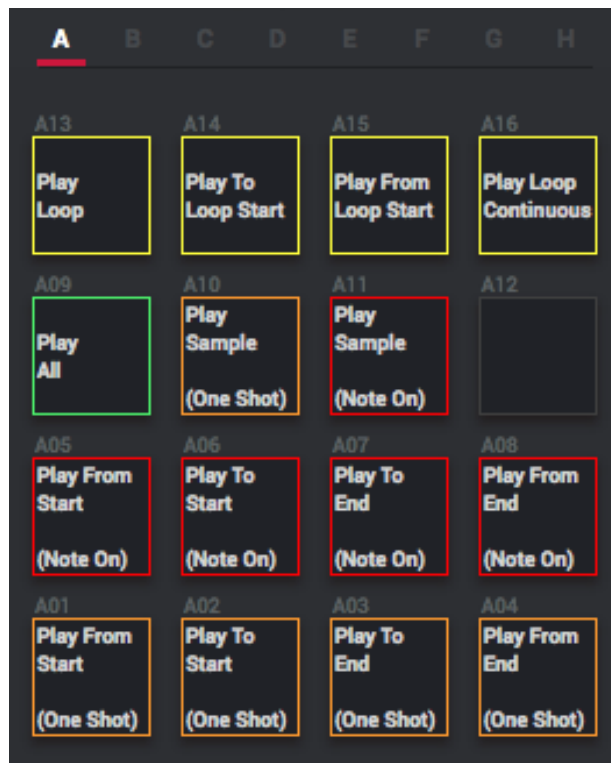 A B C D E F G H
A13 A14 A15 A16
Play
Loop
Play To
Loop Start
Play From
Loop Start
Play Loop
Continuous
A09 A10 A11 A12
Play
All
Play
Sample
(One Shot)
Play
Sample
(Note On)
A05 A06 A07 A08
Play From
Start
(Note On)
Play To
Start
(Note On)
Play To
End
(Note On)
Play From
End
(Note On)
A01 A02 A03 A04
Play From
Start
(One Shot)
Play To
Start
(One Shot)
Play To
End
(One Shot)
Play From
End
(One Shot)